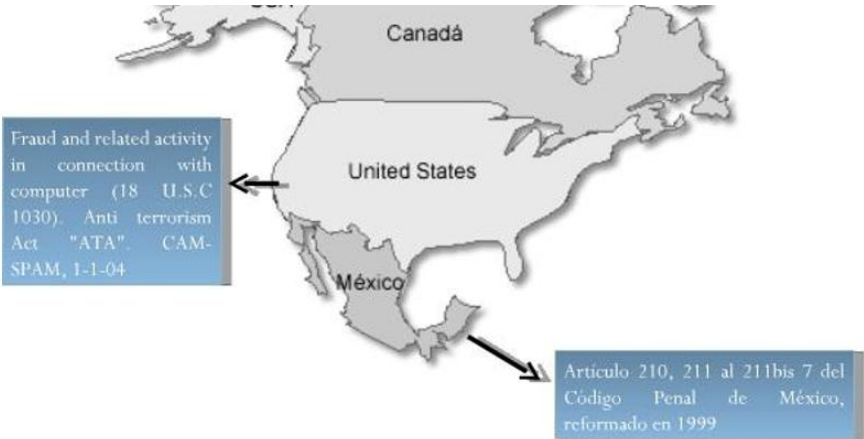 Canadá
Fraud and related activity
in connection with
computer (18 U.S.C
1030). Anti terrorism
Act "ATA". CAM-
SPAM, 1-1-04
United States
México
Artículo 210, 211 al 211bis 7 del
Código Penal de México,
reformado en 1999